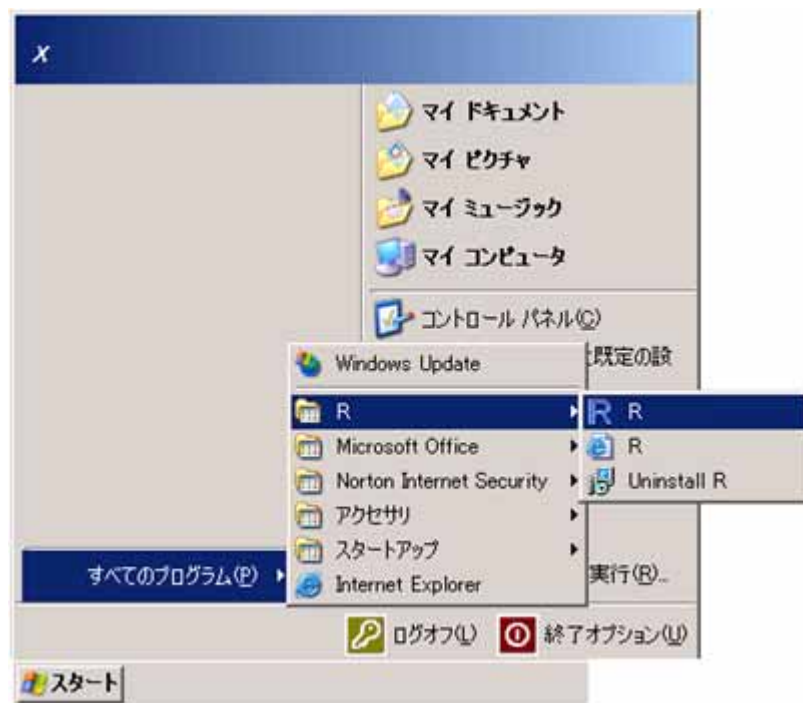 x
マイ ドキュメント
マイ ピクチャ
マイ ミュージック
マイ コンピュータ
コントロール パネル(C)
既定の設
Windows Update
R
Microsoft Office
Norton Internet Security
アクセサリ
スタートアップ
Internet Explorer
R
R
Uninstall R
すべてのプログラム(P)
実行(R)...
ログオフ(L)
終了オプション(U)
スタート